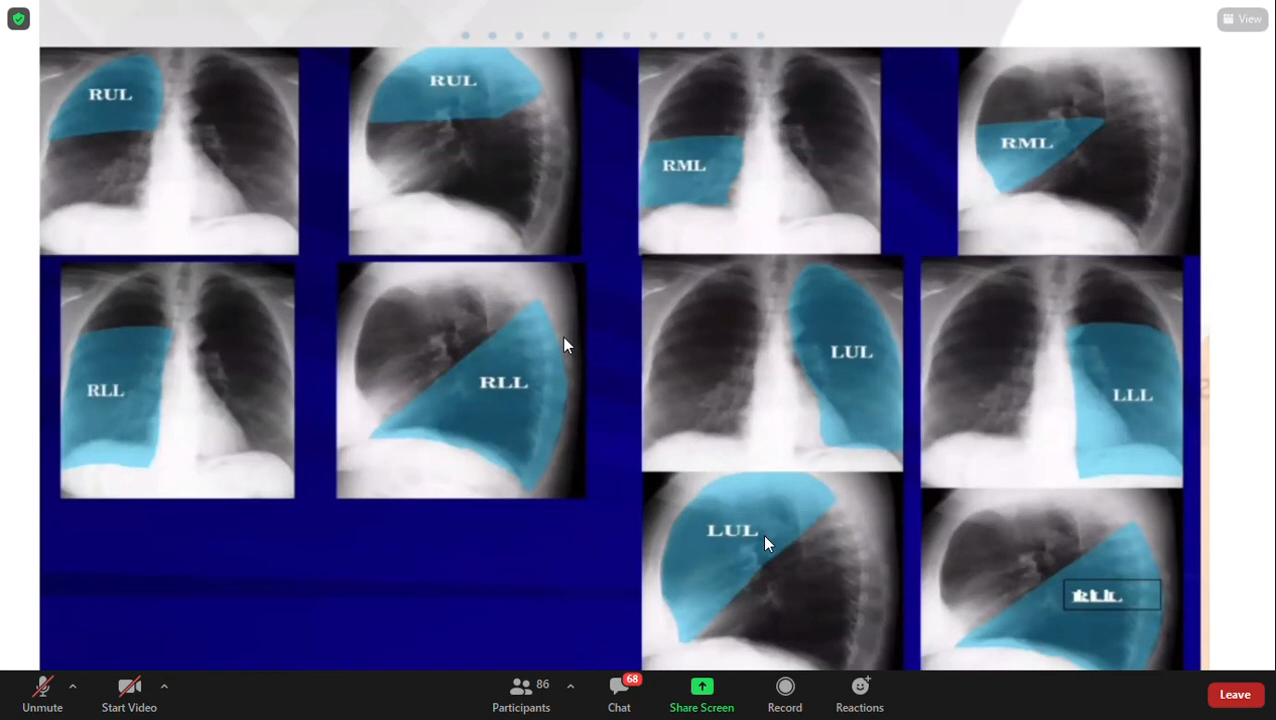 View
RUL
RUL
RML
RML
RLL
RLL
LUL
LLL
LUL
68
86
Unmute
Start Video
Participants
Chat
Share Screen
Record
Reactions
Leave